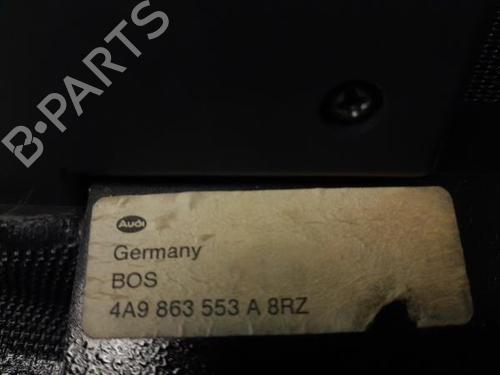 B-PARTS
Audi
Germany
BOS
4A9 863 553 A 8RZ